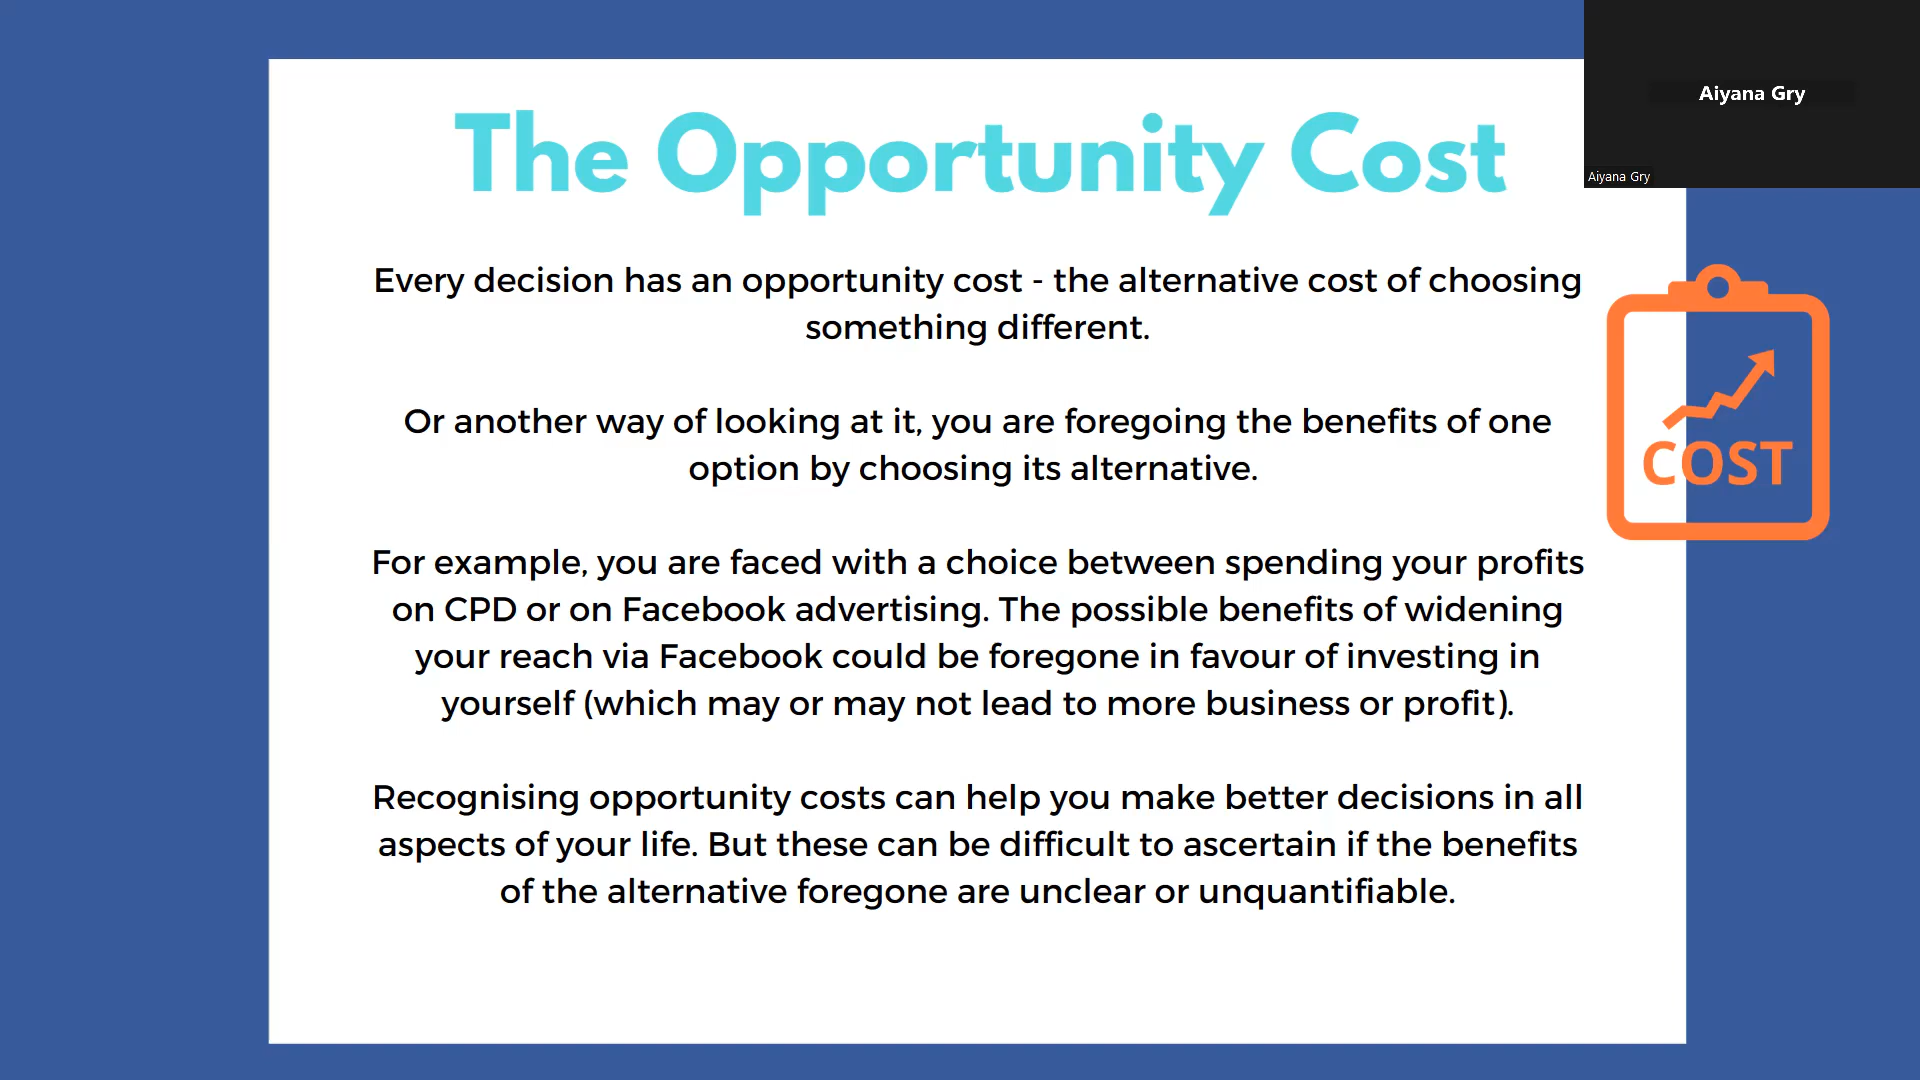 Aiyana Gry
Aiyana Gry
The Opportunity Cost
Every decision has an opportunity cost - the alternative cost of choosing
something different.
Or another way of looking at it, you are foregoing the benefits of one
option by choosing its alternative.
For example, you are faced with a choice between spending your profits
on CPD or on Facebook advertising. The possible benefits of widening
your reach via Facebook could be foregone in favour of investing in
yourself (which may or may not lead to more business or profit).
Recognising opportunity costs can help you make better decisions in all
aspects of your life. But these can be difficult to ascertain if the benefits
of the alternative foregone are unclear or unquantifiable.
COST